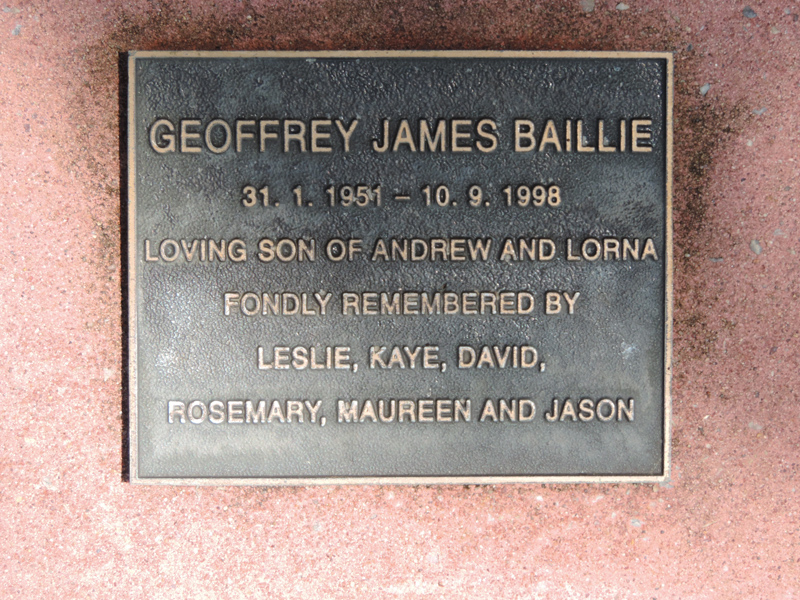 GEOFFREY JAMES BAILLIE
31. 1. 1951 – 10. 9. 1998
LOVING SON OF ANDREW AND LORNA
FONDLY REMEMBERED BY
LESLIE, KAYE, DAVID,
ROSEMARY, MAUREEN AND JASON